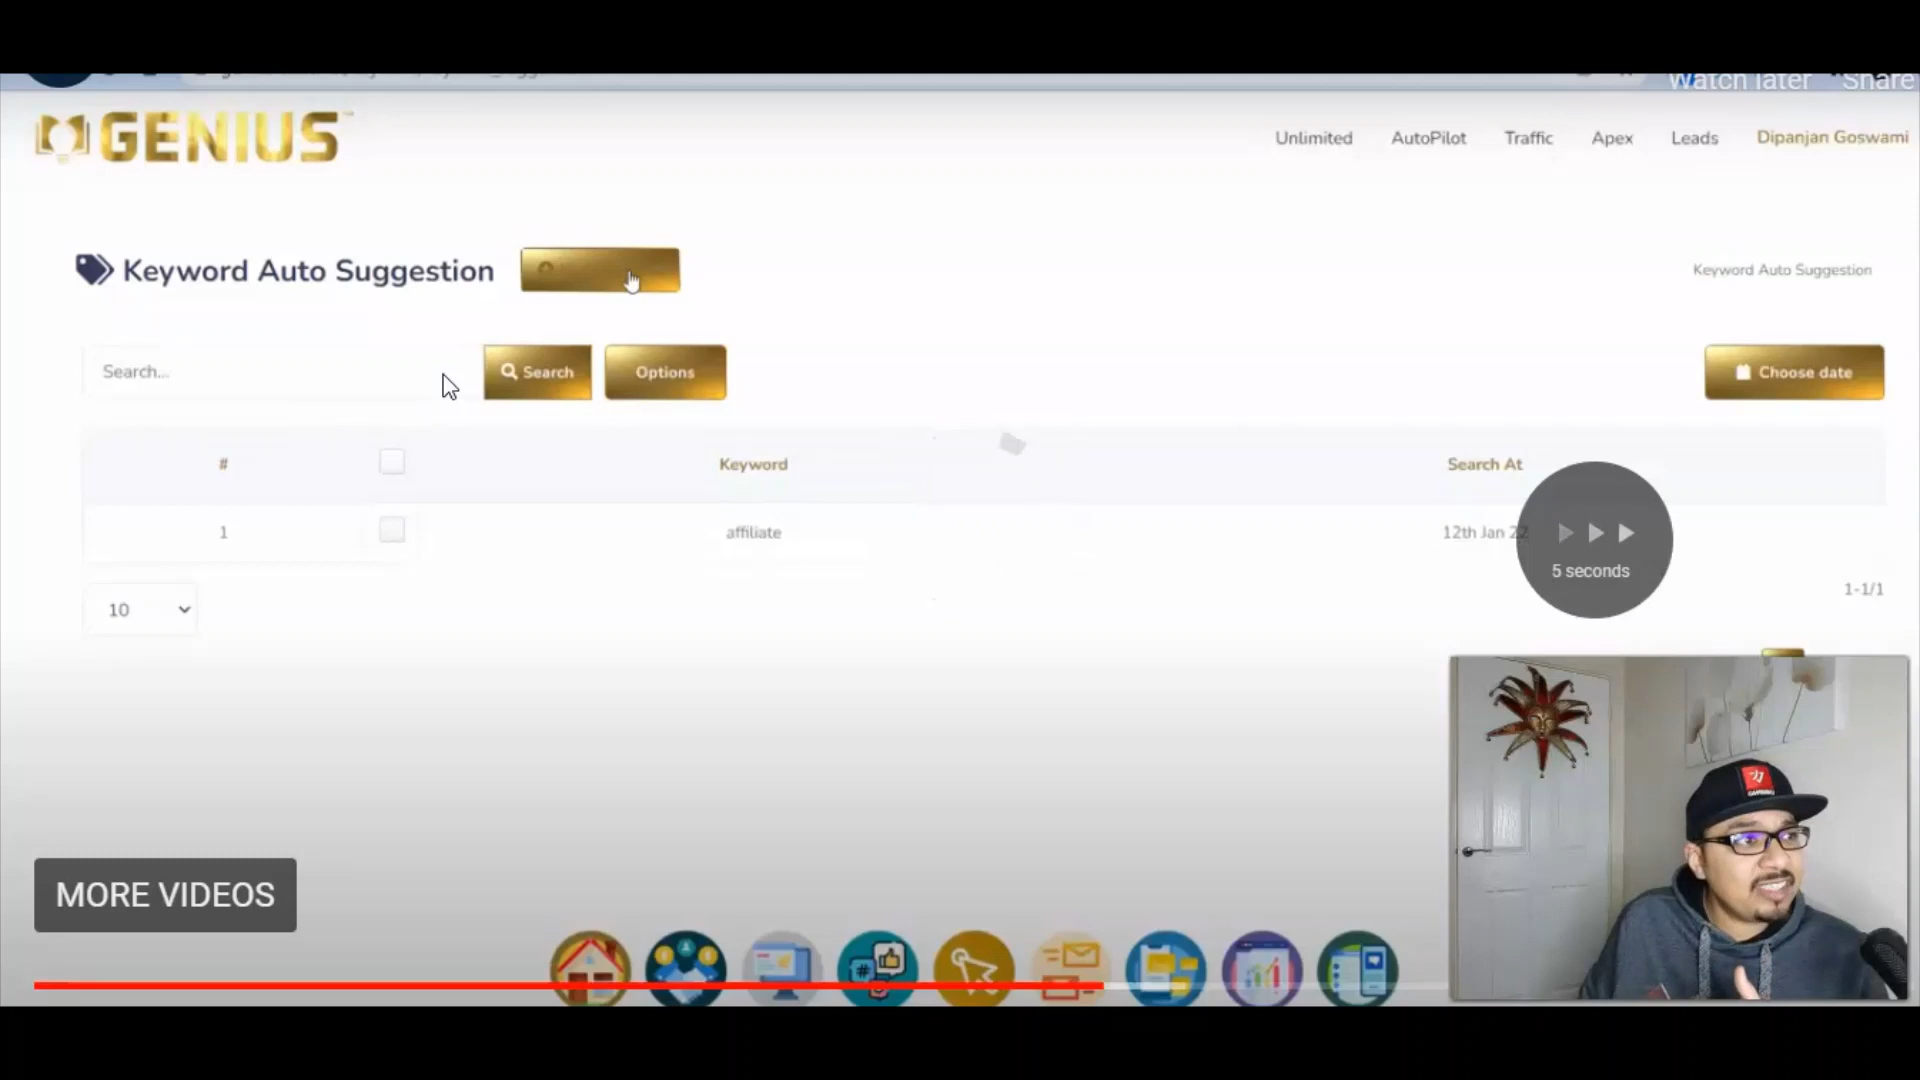 Watch later Share
GENIUS
Unlimited AutoPilot Traffic Apex Leads Dipanjan Goswami
Keyword Auto Suggestion
Keyword Auto Suggestion
Search...
Search
Options
Choose date
# Keyword Search At
1 affiliate 12th Jan 22
5 seconds
10
1-1/1
MORE VIDEOS
#